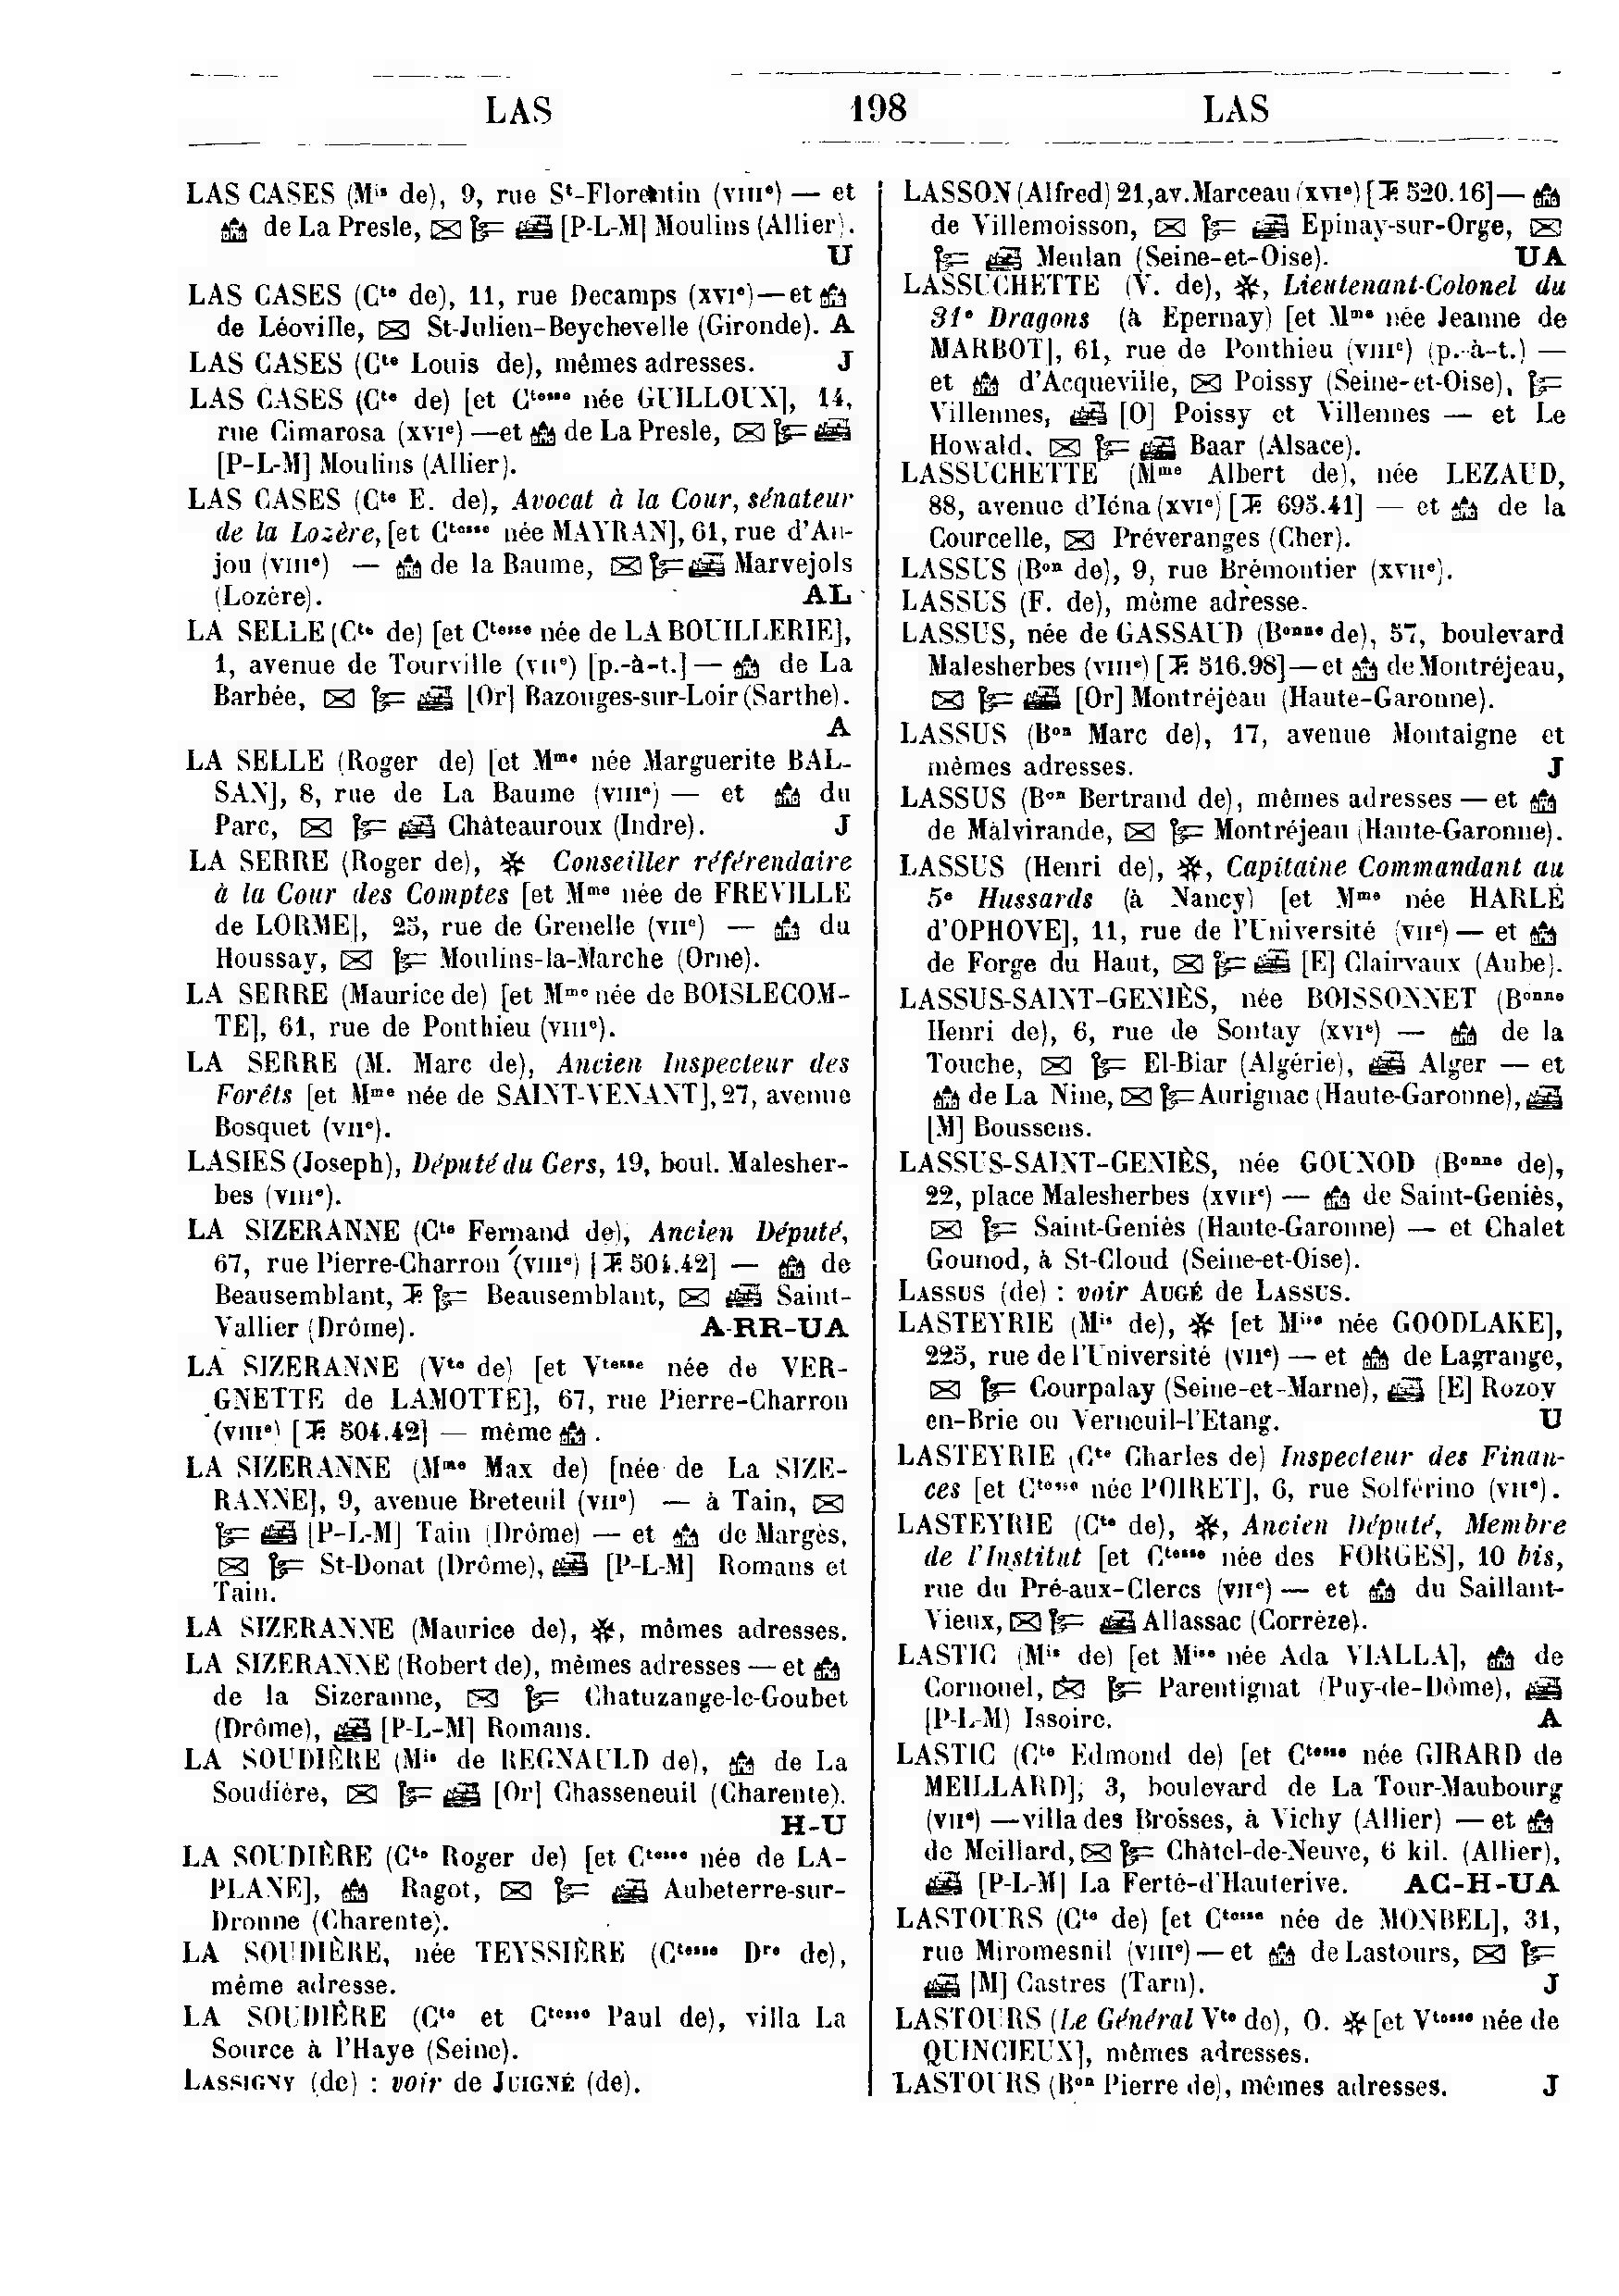 LAS 198 LAS
LAS CASES (Mis de), 9, rue St-Florentin (VIIIe) — et
de La Presle, [P-L-M] Moulins (Allier).
U
LAS CASES (Cte de), 11, rue Decamps (XVIe) — et
de Léoville, St-Julien-Beychevelle (Gironde). A
LAS CASES (Cte Louis de), mêmes adresses. J
LAS CASES (Cte de) [et Ctesse née GUILLOUX], 14,
rue Cimarosa (XVIe) — et de La Presle,
[P-L-M] Moulins (Allier).
LAS CASES (Cte E. de), Avocat à la Cour, sénateur
de la Lozère, [et Ctesse née MAYRAN], 61, rue d'An-
jou (VIIIe) — de la Baume, Marvejols
(Lozère). AL
LA SELLE (Cte de) [et Ctesse née de LA BOUILLERIE],
1, avenue de Tourville (VIIe) [p.-à-t.] — de La
Barbée, [Or] Bazouges-sur-Loir (Sarthe).
A
LA SELLE (Roger de) [et Mme née Marguerite BAL-
SAN], 8, rue de La Baume (VIIIe) — et du
Parc, Châteauroux (Indre). J
LA SERRE (Roger de), Conseiller référendaire
à la Cour des Comptes [et Mme née de FREVILLE
de LORME], 25, rue de Grenelle (VIIe) — du
Houssay, Moulins-la-Marche (Orne).
LA SERRE (Maurice de) [et Mme née de BOISLECOM-
TE], 61, rue de Ponthieu (VIIIe).
LA SERRE (M. Marc de), Ancien Inspecteur des
Forêts [et Mme née de SAINT-VENANT], 27, avenue
Bosquet (VIIe).
LASIES (Joseph), Député du Gers, 19, boul. Malesher-
bes (VIIIe).
LA SIZERANNE (Cte Fernand de), Ancien Député,
67, rue Pierre-Charron (VIIIe) [T. 504.42] — de
Beausemblant, T. Beausemblant, Saint-
Vallier (Drôme). A-RR-UA
LA SIZERANNE (Vte de) [et Vtesse née de VER-
GNETTE de LAMOTTE], 67, rue Pierre-Charron
(VIIIe) [T. 504.42] — même .
LA SIZERANNE (Mme Max de) [née de La SIZE-
RANNE], 9, avenue Breteuil (VIIe) — à Tain,
[P-L-M] Tain (Drôme) — et de Margès,
St-Donat (Drôme), [P-L-M] Romans et
Tain.
LA SIZERANNE (Maurice de), mêmes adresses.
LA SIZERANNE (Robert de), mêmes adresses — et
de la Sizeranne, Chatuzange-le-Goubet
(Drôme), [P-L-M] Romans.
LA SOUDIÈRE (Mis de REGNAULD de), de La
Soudière, [Or] Chasseneuil (Charente).
H-U
LA SOUDIÈRE (Cte Roger de) [et Ctesse née de LA-
PLANE], Ragot, Aubeterre-sur-
Dronne (Charente).
LA SOUDIÈRE, née TEYSSIÈRE (Ctesse Dre de),
même adresse.
LA SOUDIÈRE (Cte et Ctesse Paul de), villa La
Source à l'Haye (Seine).
LASSIGNY (de) : voir de JUIGNÉ (de).
LASSON (Alfred) 21, av. Marceau (XVIe) [T. 520.16] —
de Villemoisson, Epinay-sur-Orge,
Meulan (Seine-et-Oise). UA
LASSUCHETTE (V. de), Lieutenant-Colonel du
31e Dragons (à Epernay) [et Mme née Jeanne de
MARBOT], 61, rue de Ponthieu (VIIIe) (p.-à-t.) —
et d'Acqueville, Poissy (Seine-et-Oise),
Villennes, [O] Poissy et Villennes — et Le
Howald, Baar (Alsace).
LASSUCHETTE (Mme Albert de), née LEZAUD,
88, avenue d'Iéna (XVIe) [T. 695.41] — et de la
Courcelle, Préveranges (Cher).
LASSUS (Bon de), 9, rue Brémontier (XVIIe).
LASSUS (F. de), même adresse.
LASSUS, née de GASSAUD (Bonne de), 57, boulevard
Malesherbes (VIIIe) [T. 516.98] — et de Montréjeau,
[Or] Montréjeau (Haute-Garonne).
LASSUS (Bon Marc de), 17, avenue Montaigne et
mêmes adresses. J
LASSUS (Bon Bertrand de), mêmes adresses — et
de Malvirande, Montréjeau (Haute-Garonne).
LASSUS (Henri de), Capitaine Commandant au
5e Hussards (à Nancy) [et Mme née HARLÉ
d'OPHOVE], 11, rue de l'Université (VIIe) — et
de Forge du Haut, [E] Clairvaux (Aube).
LASSUS-SAINT-GENIÈS, née BOISSONNET (Bonne
Henri de), 6, rue de Sontay (XVIe) — de la
Touche, El-Biar (Algérie), Alger — et
de La Nine, Aurignac (Haute-Garonne),
[M] Boussens.
LASSUS-SAINT-GENIÈS, née GOUNOD (Bonne de),
22, place Malesherbes (XVIIe) — de Saint-Geniès,
Saint-Geniès (Haute-Garonne) — et Chalet
Gounod, à St-Cloud (Seine-et-Oise).
LASSUS (de) : voir AUGÉ de LASSUS.
LASTEYRIE (Mis de), [et Mise née GOODLAKE],
225, rue de l'Université (VIIe) — et de Lagrange,
Courpalay (Seine-et-Marne), [E] Rozoy
en-Brie ou Verneuil-l'Etang. U
LASTEYRIE (Cte Charles de) Inspecteur des Finan-
ces [et Ctesse née POIRET], 6, rue Solférino (VIIe).
LASTEYRIE (Cte de), Ancien Député, Membre
de l'Institut [et Ctesse née des FORGES], 10 bis,
rue du Pré-aux-Clercs (VIIe) — et du Saillant-
Vieux, Allassac (Corrèze).
LASTIC (Mis de) [et Mise née Ada VIALLA], de
Cornouel, Parentignat (Puy-de-Dôme),
[P-L-M) Issoire. A
LASTIC (Cte Edmond de) [et Ctesse née GIRARD de
MEILLARD], 3, boulevard de La Tour-Maubourg
(VIIe) — villa des Brosses, à Vichy (Allier) — et
de Meillard, Châtel-de-Neuve, 6 kil. (Allier),
[P-L-M] La Ferté-d'Hauterive. AC-H-UA
LASTOURS (Cte de) [et Ctesse née de MONBEL], 31,
rue Miromesnil (VIIIe) — et de Lastours,
[M] Castres (Tarn). J
LASTOURS (Le Général Vte de), O. [et Vtesse née de
QUINCIEUX], mêmes adresses.
LASTOURS (Bon Pierre de), mêmes adresses. J